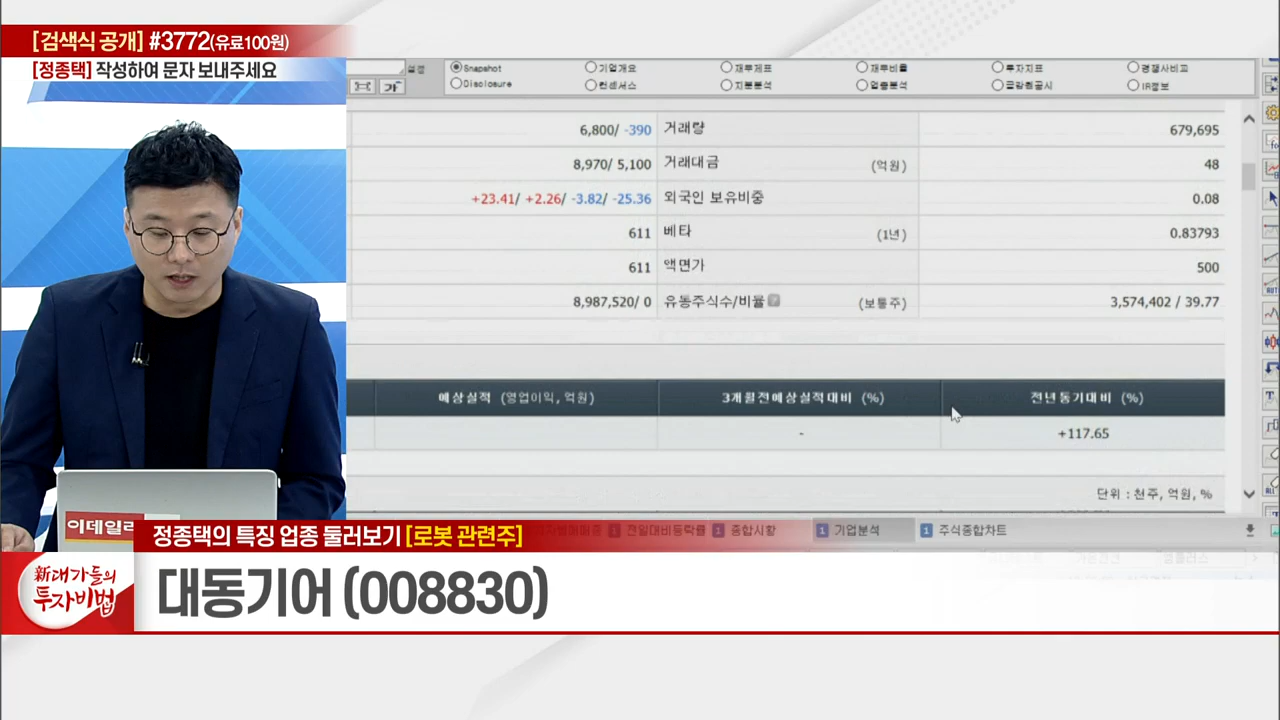 [검색식 공개] #3772(유료100원)
[정종택] 작성하여 문자 보내주세요
설정
Snapshot 기업개요 재무제표 재무비율 투자지표 경쟁사비교
Disclosure 컨센서스 지분분석 업종분석 금감원공시 IR정보
가
6,800/ -390 거래량 679,695
8,970/ 5,100 거래대금 (억원) 48
+23.41/ +2.26/ -3.82/ -25.36 외국인 보유비중 0.08
611 베타 (1년) 0.83793
611 액면가 500
8,987,520/ 0 유동주식수/비율 ? (보통주) 3,574,402 / 39.77
예상실적 (영업이익, 억원) 3개월전예상실적대비 (%) 전년동기대비 (%)
- +117.65
단위 : 천주, 억원, %
이데일리
1 전일대비등락률 1 종합시황 1 기업분석 1 주식종합차트
정종택의 특징 업종 둘러보기 [로봇 관련주]
新대가들의
투자비법
대동기어 (008830)